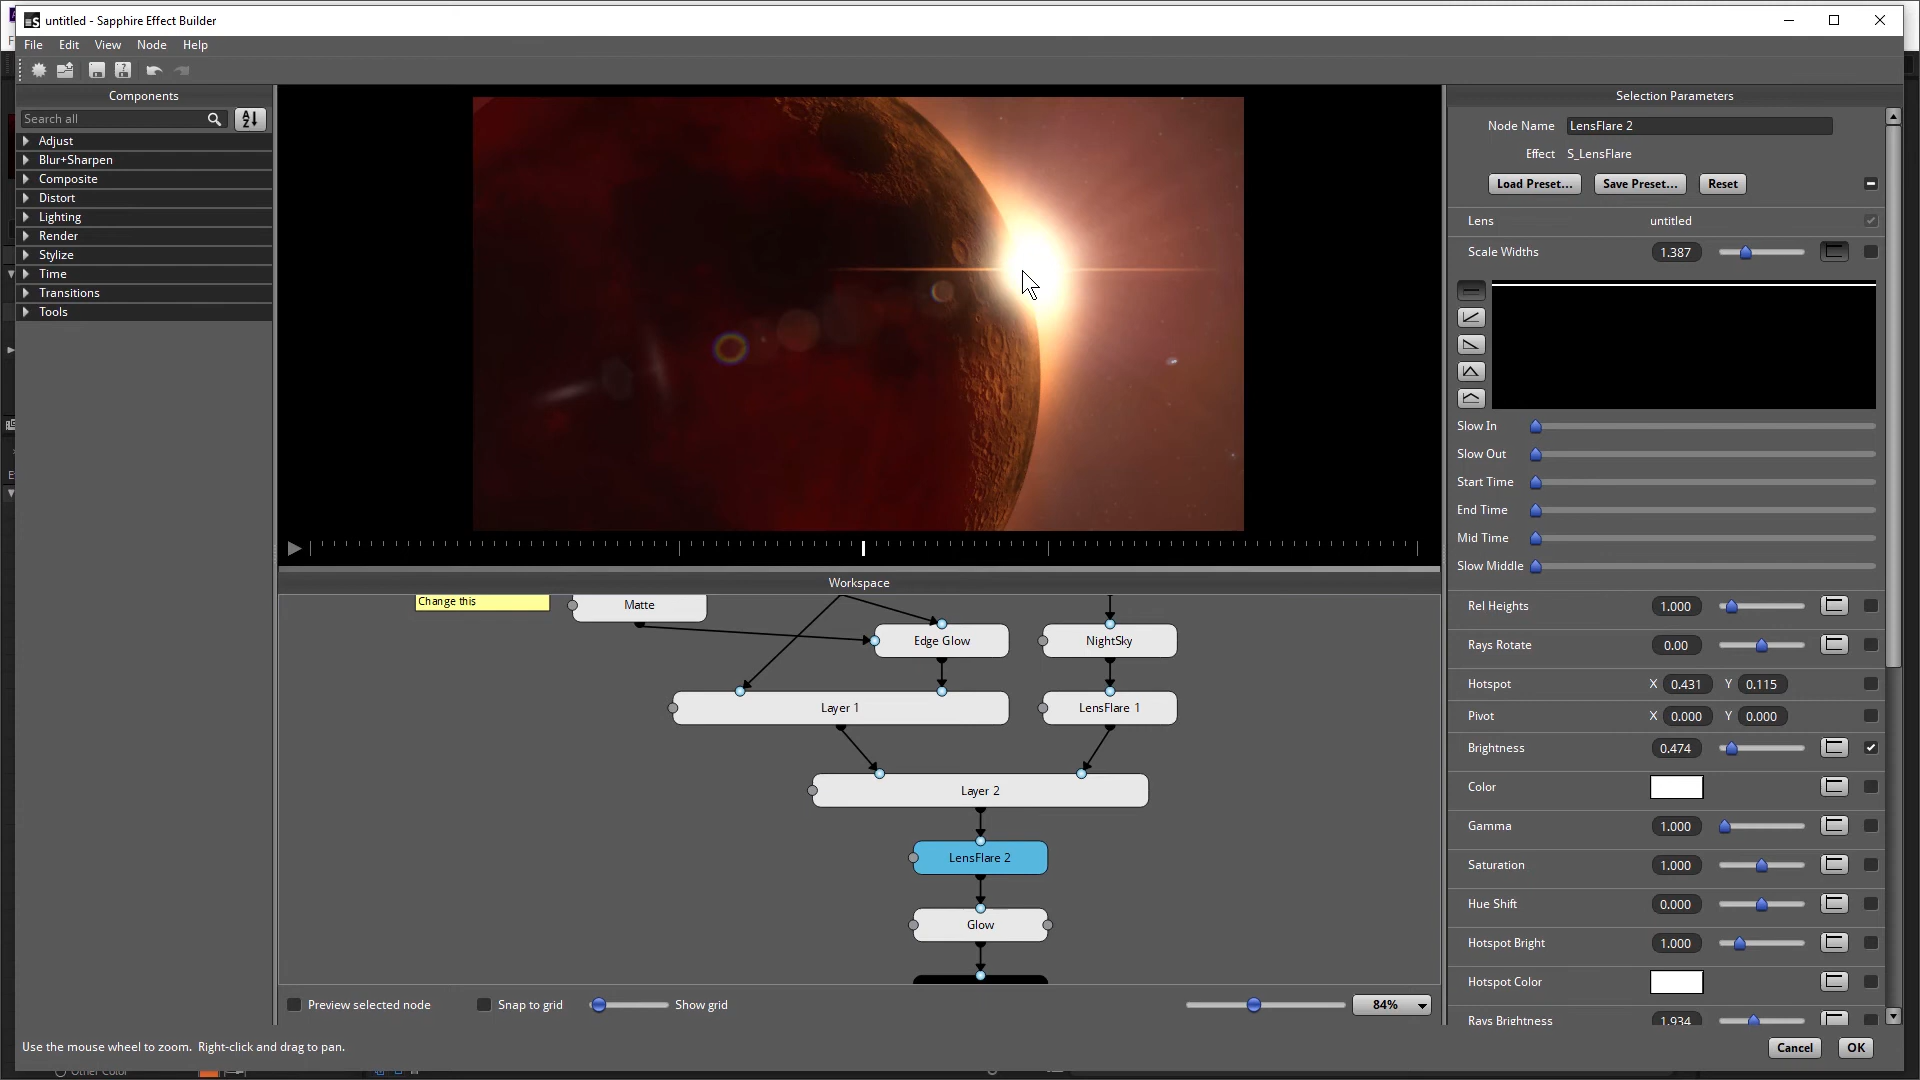 untitled - Sapphire Effect Builder
File Edit View Node Help
Components
Search all
Adjust
Blur+Sharpen
Composite
Distort
Lighting
Render
Stylize
Time
Transitions
Tools
Workspace
Change this
Matte
Edge Glow
NightSky
Layer 1
LensFlare 1
Layer 2
LensFlare 2
Glow
Preview selected node Snap to grid Show grid 84%
Use the mouse wheel to zoom. Right-click and drag to pan.
Selection Parameters
Node Name LensFlare 2
Effect S_LensFlare
Load Preset... Save Preset... Reset
Lens untitled
Scale Widths 1.387
Slow In
Slow Out
Start Time
End Time
Mid Time
Slow Middle
Rel Heights 1.000
Rays Rotate 0.00
Hotspot X 0.431 Y 0.115
Pivot X 0.000 Y 0.000
Brightness 0.474
Color
Gamma 1.000
Saturation 1.000
Hue Shift 0.000
Hotspot Bright 1.000
Hotspot Color
Rays Brightness 1.934
Cancel OK
Other Color